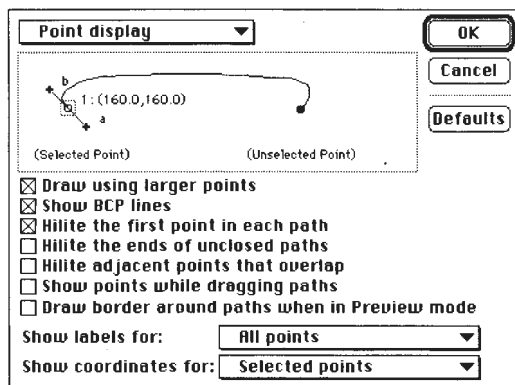 Point display
OK
Cancel
Defaults
b
1 : (160.0,160.0)
a
(Selected Point)
(Unselected Point)
Draw using larger points
Show BCP lines
Hilite the first point in each path
Hilite the ends of unclosed paths
Hilite adjacent points that overlap
Show points while dragging paths
Draw border around paths when in Preview mode
Show labels for: All points
Show coordinates for: Selected points